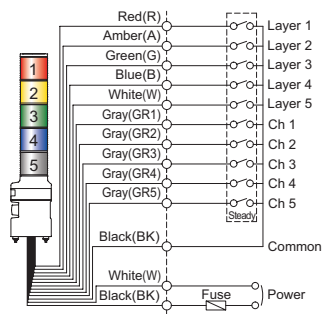 Red(R) Layer 1
Amber(A) Layer 2
Green(G) Layer 3
Blue(B) Layer 4
White(W) Layer 5
Gray(GR1) Ch 1
Gray(GR2) Ch 2
Gray(GR3) Ch 3
Gray(GR4) Ch 4
Gray(GR5) Ch 5
Steady
Black(BK) Common
White(W)
Black(BK) Fuse Power
1
2
3
4
5